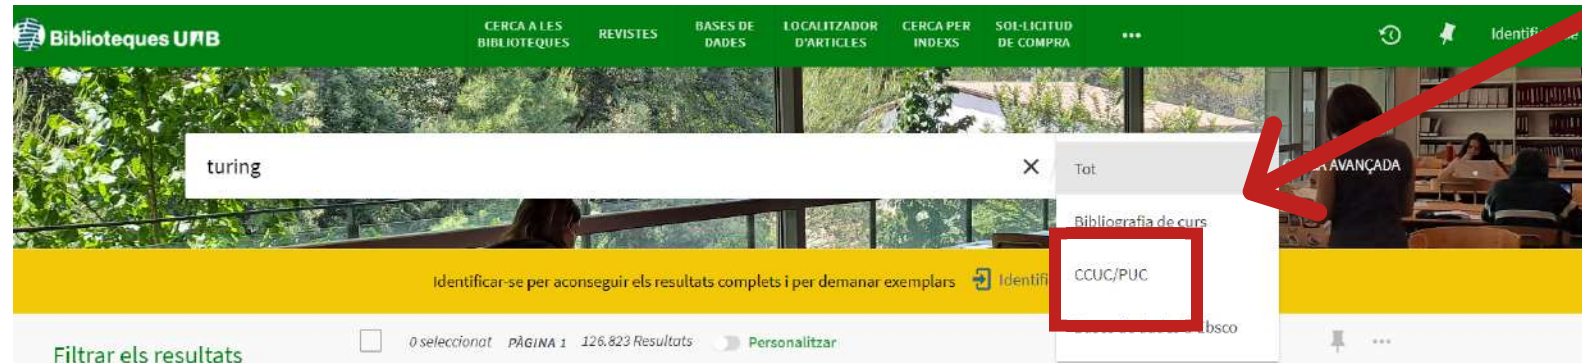 Biblioteques UAB
CERCA A LES BIBLIOTEQUES
REVISTES
BASES DE DADES
LOCALITZADOR D'ARTICLES
CERCA PER INDEXS
SOL·LICITUD DE COMPRA
•••
turing
Tot
AVANÇADA
Bibliografia de curs
CCUC/PUC
Identificar-se per aconseguir els resultats complets i per demanar exemplars
Filtrar els resultats
0 seleccionat PÀGINA 1 126.823 Resultats
Personalitzar